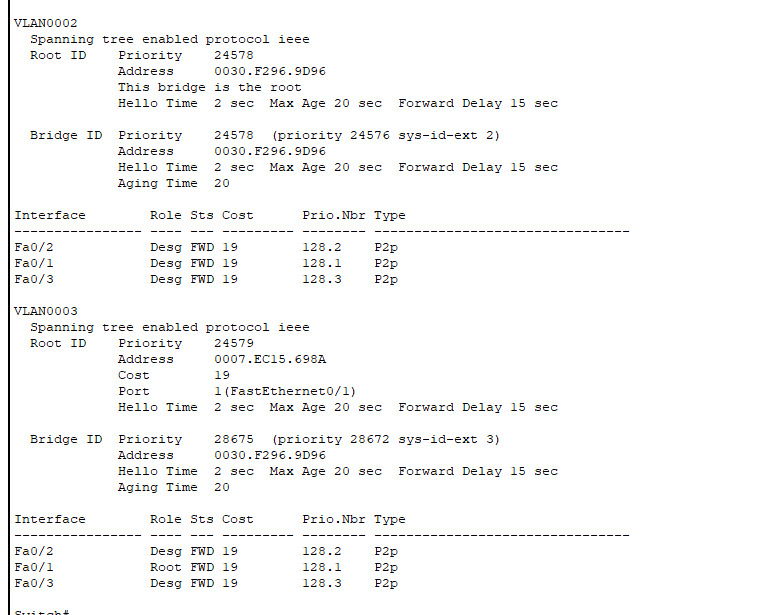 VLAN0002
  Spanning tree enabled protocol ieee
  Root ID    Priority    24578
             Address     0030.F296.9D96
             This bridge is the root
             Hello Time  2 sec  Max Age 20 sec  Forward Delay 15 sec

  Bridge ID  Priority    24578  (priority 24576 sys-id-ext 2)
             Address     0030.F296.9D96
             Hello Time  2 sec  Max Age 20 sec  Forward Delay 15 sec
             Aging Time  20

Interface        Role Sts Cost      Prio.Nbr Type
---------------- ---- --- --------- -------- --------------------------------
Fa0/2            Desg FWD 19        128.2    P2p
Fa0/1            Desg FWD 19        128.1    P2p
Fa0/3            Desg FWD 19        128.3    P2p

VLAN0003
  Spanning tree enabled protocol ieee
  Root ID    Priority    24579
             Address     0007.EC15.698A
             Cost        19
             Port        1(FastEthernet0/1)
             Hello Time  2 sec  Max Age 20 sec  Forward Delay 15 sec

  Bridge ID  Priority    28675  (priority 28672 sys-id-ext 3)
             Address     0030.F296.9D96
             Hello Time  2 sec  Max Age 20 sec  Forward Delay 15 sec
             Aging Time  20

Interface        Role Sts Cost      Prio.Nbr Type
---------------- ---- --- --------- -------- --------------------------------
Fa0/2            Desg FWD 19        128.2    P2p
Fa0/1            Root FWD 19        128.1    P2p
Fa0/3            Desg FWD 19        128.3    P2p

Switch#